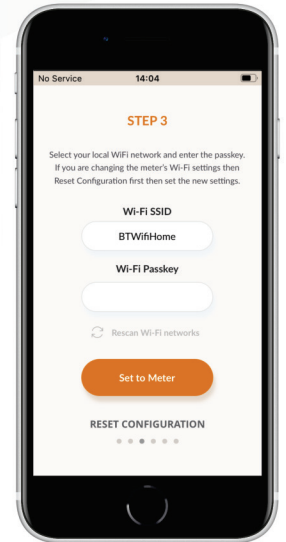 No Service 14:04
STEP 3
Select your local WiFi network and enter the passkey.
If you are changing the meter's Wi-Fi settings then
Reset Configuration first then set the new settings.
Wi-Fi SSID
BTWifiHome
Wi-Fi Passkey
Rescan Wi-Fi networks
Set to Meter
RESET CONFIGURATION